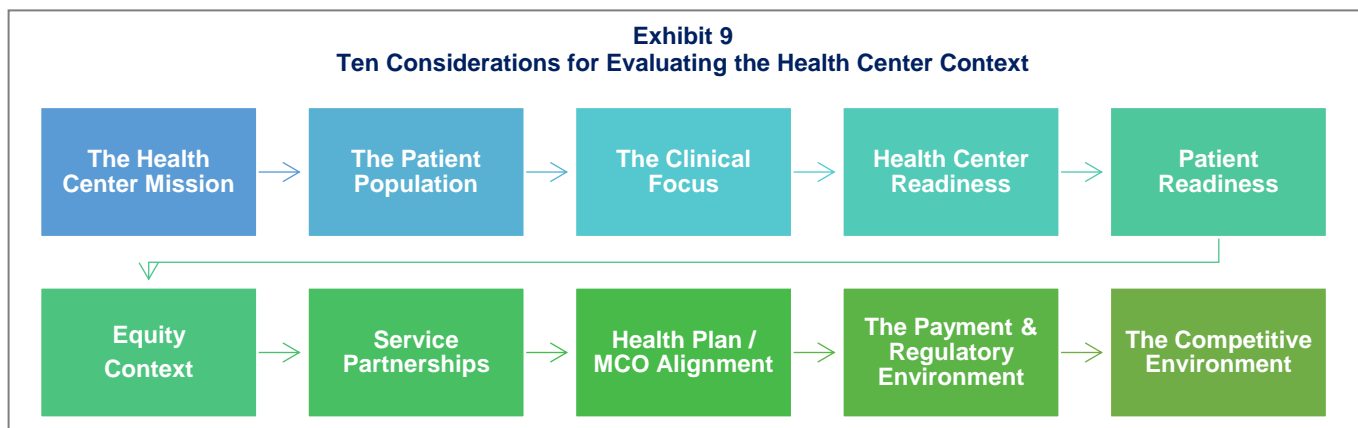 Exhibit 9
Ten Considerations for Evaluating the Health Center Context
The Health
Center Mission
The Patient
Population
The Clinical
Focus
Health Center
Readiness
Patient
Readiness
Equity
Context
Service
Partnerships
Health Plan /
MCO Alignment
The Payment &
Regulatory
Environment
The Competitive
Environment